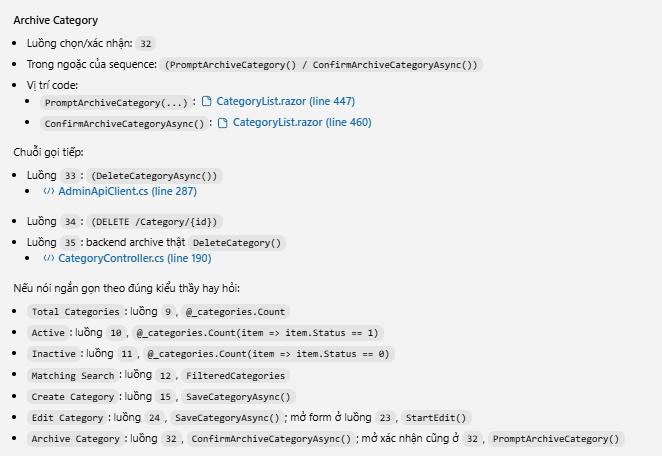 Archive Category
Luồng chọn/xác nhận: 32
Trong ngoặc của sequence: (PromptArchiveCategory() / ConfirmArchiveCategoryAsync())
Vị trí code:
PromptArchiveCategory(...) : CategoryList.razor (line 447)
ConfirmArchiveCategoryAsync() : CategoryList.razor (line 460)
Chuỗi gọi tiếp:
Luồng 33 : (DeleteCategoryAsync())
AdminApiClient.cs (line 287)
Luồng 34 : (DELETE /Category/{id})
Luồng 35 : backend archive thật DeleteCategory()
CategoryController.cs (line 190)
Nếu nói ngắn gọn theo đúng kiểu thầy hay hỏi:
Total Categories : luồng 9 , @_categories.Count
Active : luồng 10 , @_categories.Count(item => item.Status == 1)
Inactive : luồng 11 , @_categories.Count(item => item.Status == 0)
Matching Search : luồng 12 , FilteredCategories
Create Category : luồng 15 , SaveCategoryAsync()
Edit Category : luồng 24 , SaveCategoryAsync() ; mở form ở luồng 23 , StartEdit()
Archive Category : luồng 32 , ConfirmArchiveCategoryAsync() ; mở xác nhận cũng ở 32 , PromptArchiveCategory()